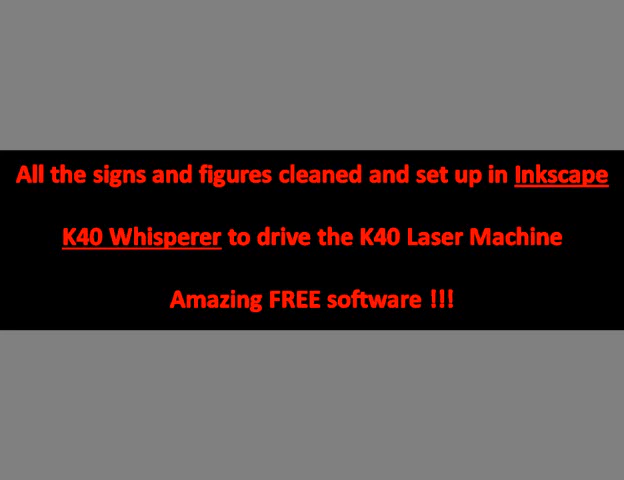 All the signs and figures cleaned and set up in Inkscape
K40 Whisperer to drive the K40 Laser Machine
Amazing FREE software !!!